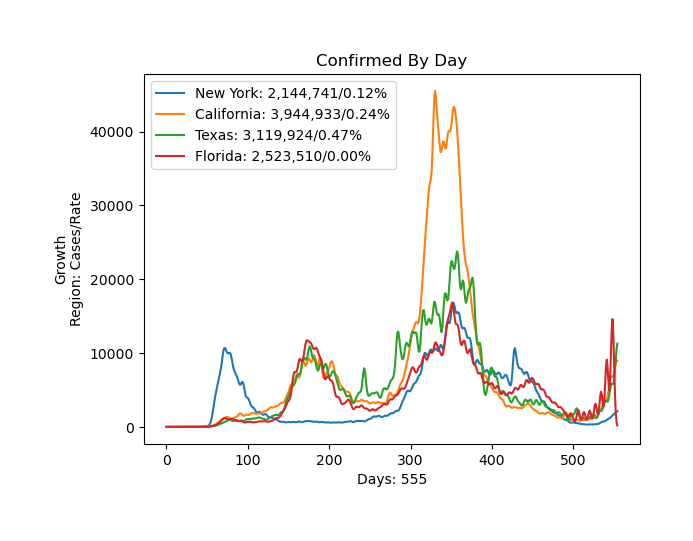 Confirmed By Day
New York: 2,144,741/0.12%
California: 3,944,933/0.24%
Texas: 3,119,924/0.47%
Florida: 2,523,510/0.00%
Growth
Region: Cases/Rate
40000
30000
20000
10000
0
0 100 200 300 400 500
Days: 555